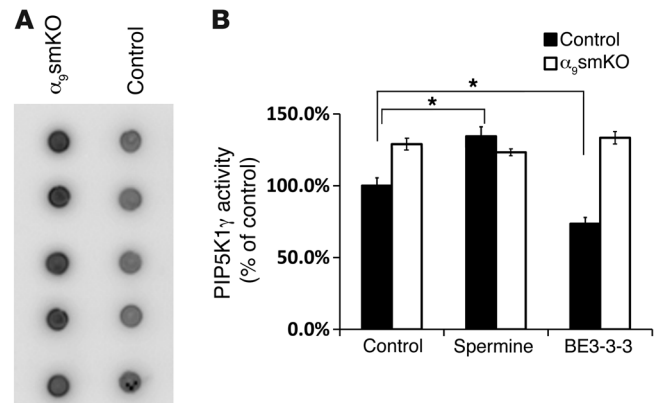 A
α₉smKO
Control
B
Control
α₉smKO
*
*
150.0%
100.0%
50.0%
0.0%
PIP5K1γ activity
(% of control)
Control Spermine BE3-3-3